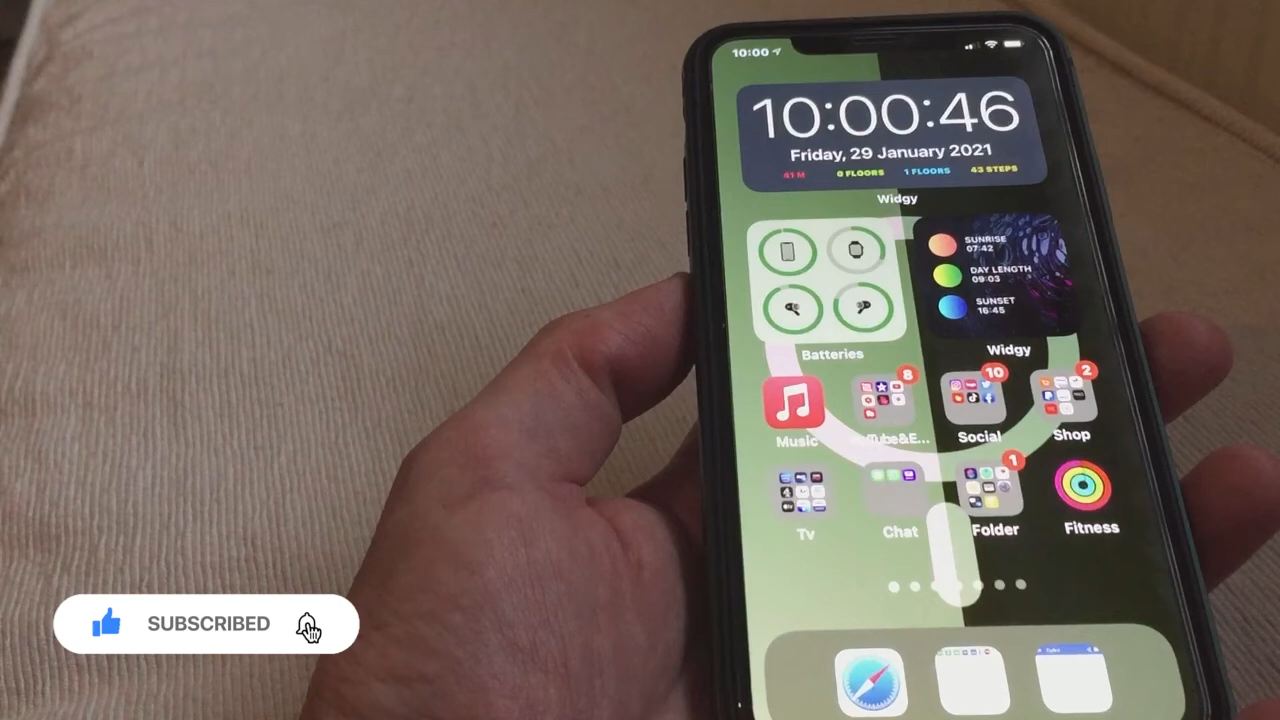 10:00
10:00:46
Friday, 29 January 2021
41 M 0 FLOORS 1 FLOORS 43 STEPS
Widgy
SUNRISE
07:42
DAY LENGTH
09:03
SUNSET
16:45
Batteries
Widgy
8
10
2
Music
Social
Shop
1
Tv
Chat
Folder
Fitness
SUBSCRIBED